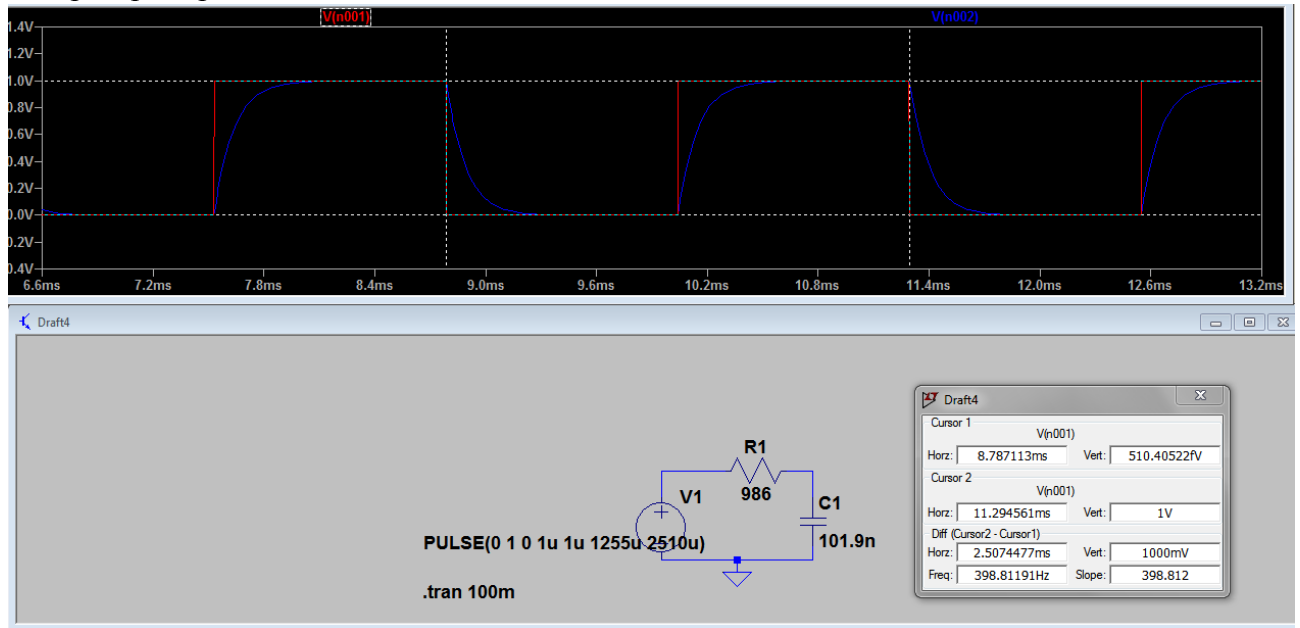 V(n001) V(n002)
1.4V
1.2V
1.0V
0.8V
0.6V
0.4V
0.2V
0.0V
0.2V
0.4V
6.6ms 7.2ms 7.8ms 8.4ms 9.0ms 9.6ms 10.2ms 10.8ms 11.4ms 12.0ms 12.6ms 13.2ms
Draft4
R1
986
V1
C1
101.9n
PULSE(0 1 0 1u 1u 1255u 2510u)
.tran 100m
Draft4
Cursor 1
V(n001)
Horz: 8.787113ms Vert: 510.40522fV
Cursor 2
V(n001)
Horz: 11.294561ms Vert: 1V
Diff (Cursor2 - Cursor1)
Horz: 2.5074477ms Vert: 1000mV
Freq: 398.81191Hz Slope: 398.812